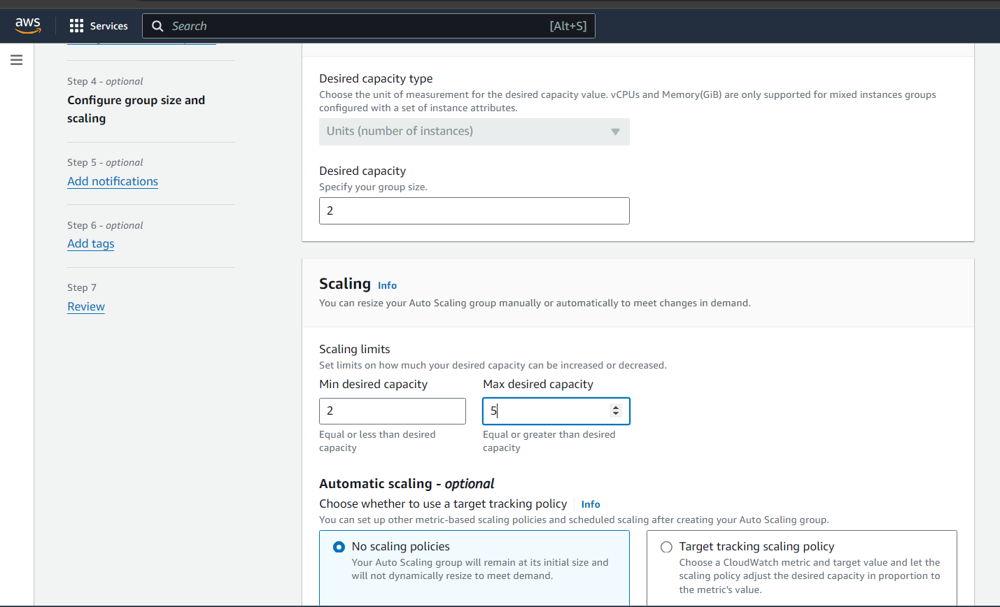 aws
Services
Search
[Alt+S]
Step 4 - optional
Configure group size and
scaling
Step 5 - optional
Add notifications
Step 6 - optional
Add tags
Step 7
Review
Desired capacity type
Choose the unit of measurement for the desired capacity value. vCPUs and Memory(GiB) are only supported for mixed instances groups
configured with a set of instance attributes.
Units (number of instances)
Desired capacity
Specify your group size.
2
Scaling Info
You can resize your Auto Scaling group manually or automatically to meet changes in demand.
Scaling limits
Set limits on how much your desired capacity can be increased or decreased.
Min desired capacity
2
Equal or less than desired
capacity
Max desired capacity
5
Equal or greater than desired
capacity
Automatic scaling - optional
Choose whether to use a target tracking policy Info
You can set up other metric-based scaling policies and scheduled scaling after creating your Auto Scaling group.
No scaling policies
Your Auto Scaling group will remain at its initial size and
will not dynamically resize to meet demand.
Target tracking scaling policy
Choose a CloudWatch metric and target value and let the
scaling policy adjust the desired capacity in proportion to
the metric's value.